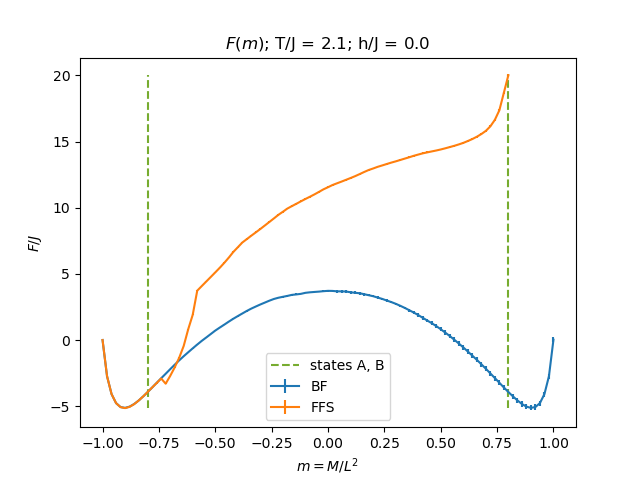 F(m); T/J = 2.1; h/J = 0.0
20
15
10
5
0
−5
F/J
−1.00 −0.75 −0.50 −0.25 0.00 0.25 0.50 0.75 1.00
m = M/L²
states A, B
BF
FFS